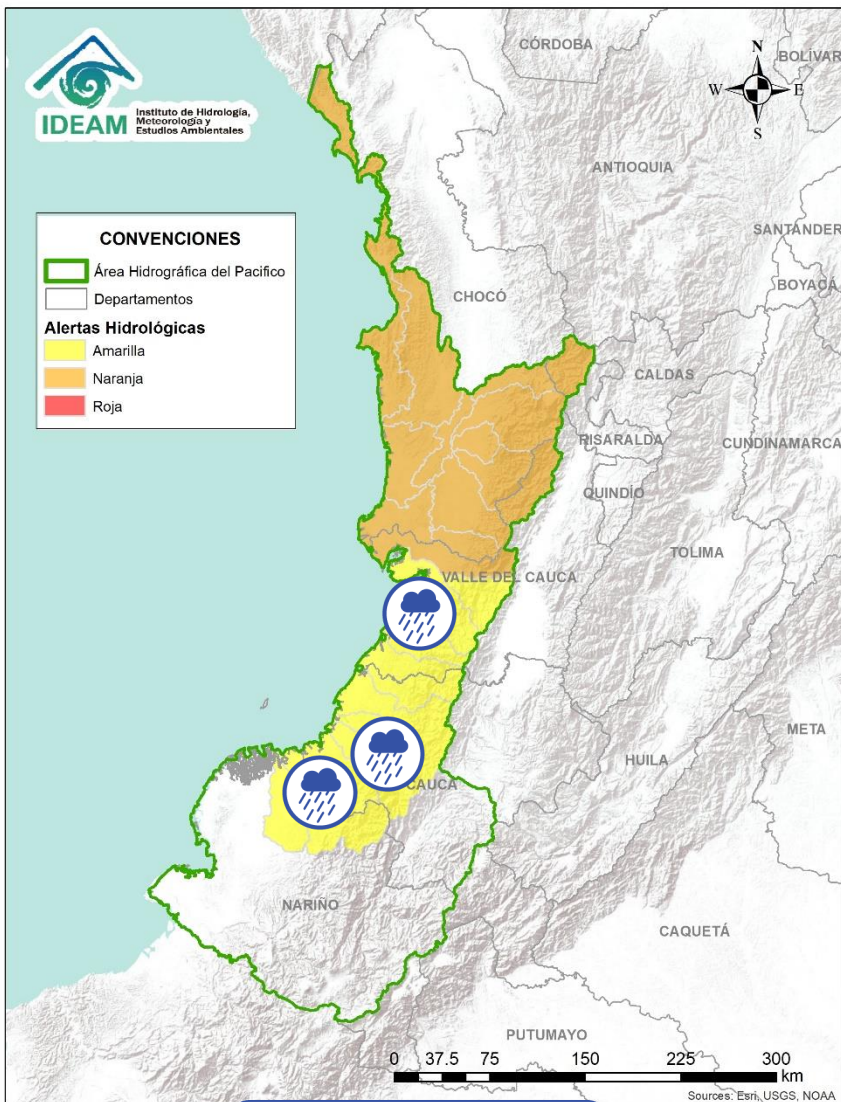 IDEAM
Instituto de Hidrología,
Meteorología y
Estudios Ambientales
CÓRDOBA
BOLÍVAR
N
W
E
S
ANTIOQUIA
SANTANDER
BOYACÁ
CONVENCIONES
Área Hidrográfica del Pacifico
Departamentos
Alertas Hidrológicas
Amarilla
Naranja
Roja
CHOCÓ
CALDAS
RISARALDA
CUNDINAMARCA
QUINDÍO
TOLIMA
VALLE DEL CAUCA
META
HUILA
CAUCA
NARIÑO
CAQUETÁ
PUTUMAYO
0 37.5 75 150 225 300
km
Sources: Esri, USGS, NOAA